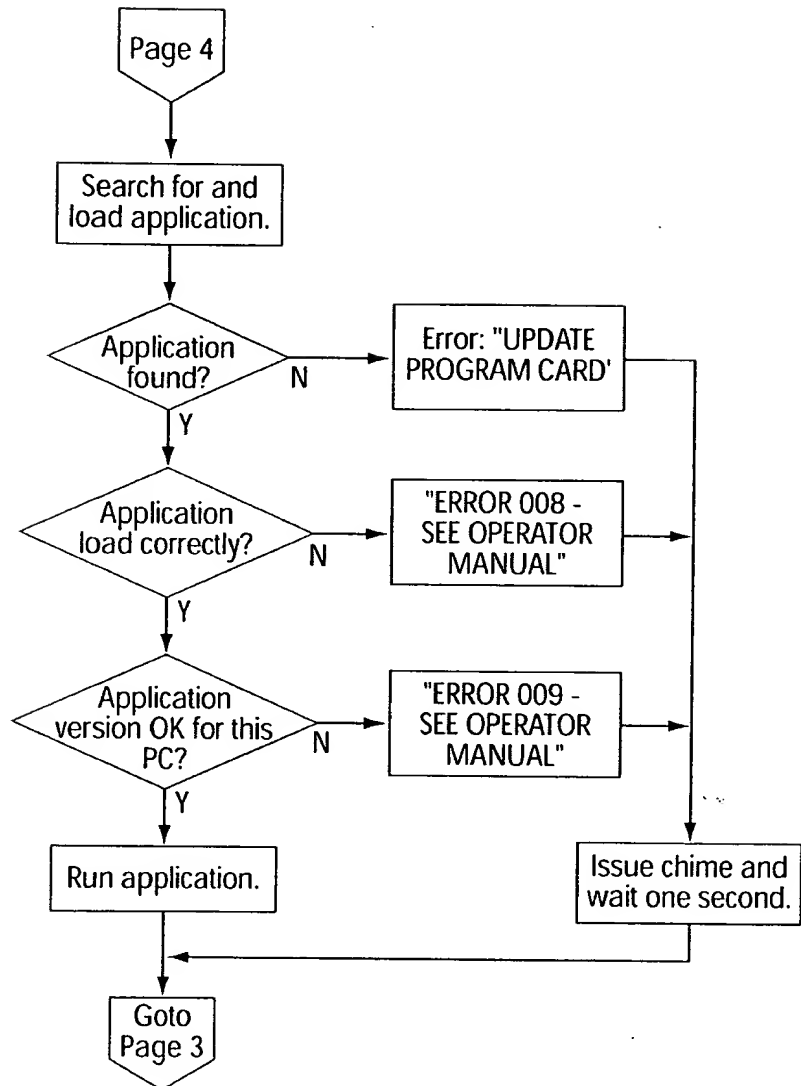 Page 4
Search for and
load application.
Application
found?
N
Error: "UPDATE
PROGRAM CARD'
Y
Application
load correctly?
N
"ERROR 008 -
SEE OPERATOR
MANUAL"
Y
Application
version OK for this
PC?
N
"ERROR 009 -
SEE OPERATOR
MANUAL"
Y
Run application.
Issue chime and
wait one second.
Goto
Page 3